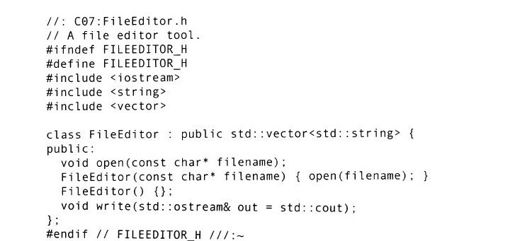 //: C07:FileEditor.h
// A file editor tool.
#ifndef FILEEDITOR_H
#define FILEEDITOR_H
#include <iostream>
#include <string>
#include <vector>

class FileEditor : public std::vector<std::string> {
public:
  void open(const char* filename);
  FileEditor(const char* filename) { open(filename); }
  FileEditor() {};
  void write(std::ostream& out = std::cout);
};
#endif // FILEEDITOR_H ///:~